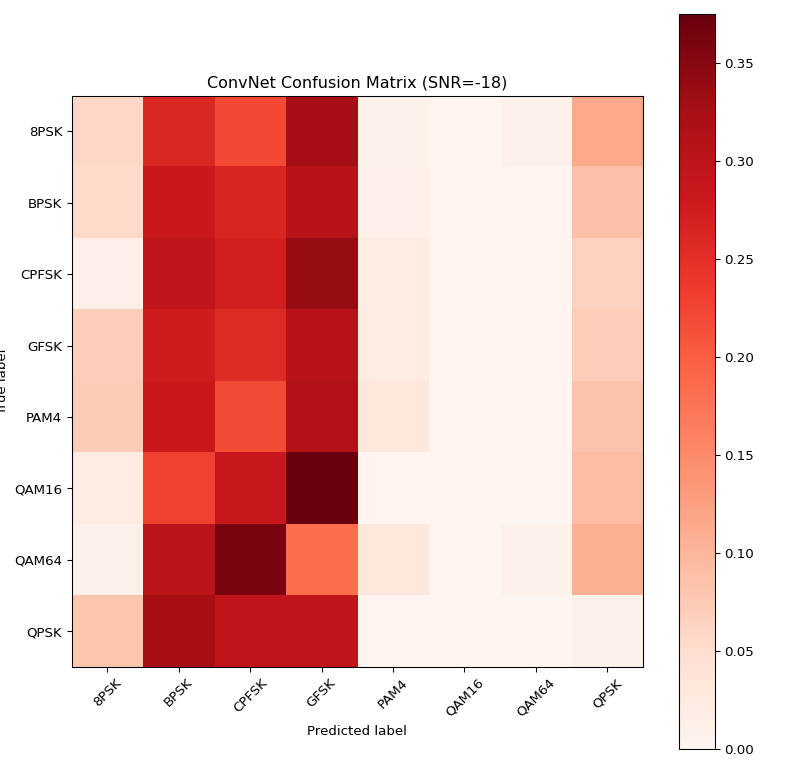 ConvNet Confusion Matrix (SNR=-18)
8PSK
BPSK
CPFSK
GFSK
PAM4
QAM16
QAM64
QPSK
8PSK BPSK CPFSK GFSK PAM4 QAM16 QAM64 QPSK
Predicted label
0.35
0.30
0.25
0.20
0.15
0.10
0.05
0.00